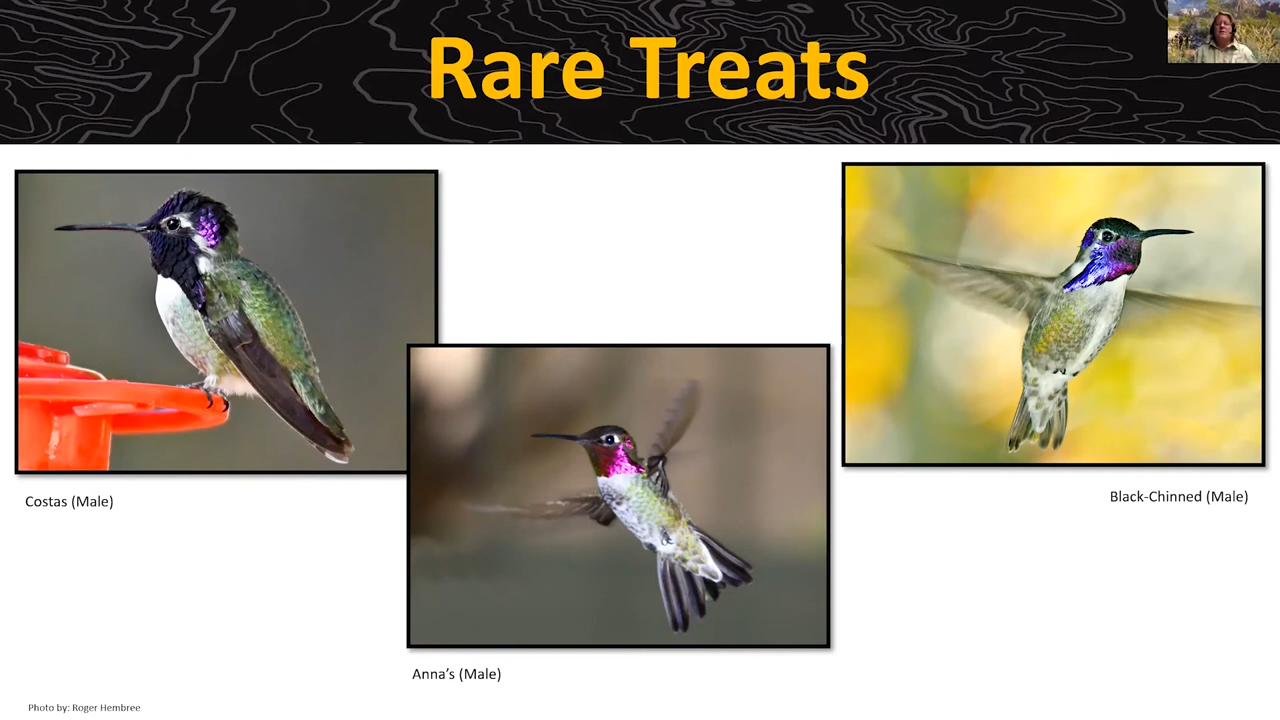 Rare Treats
Costas (Male)
Black-Chinned (Male)
Anna’s (Male)
Photo by: Roger Hembree